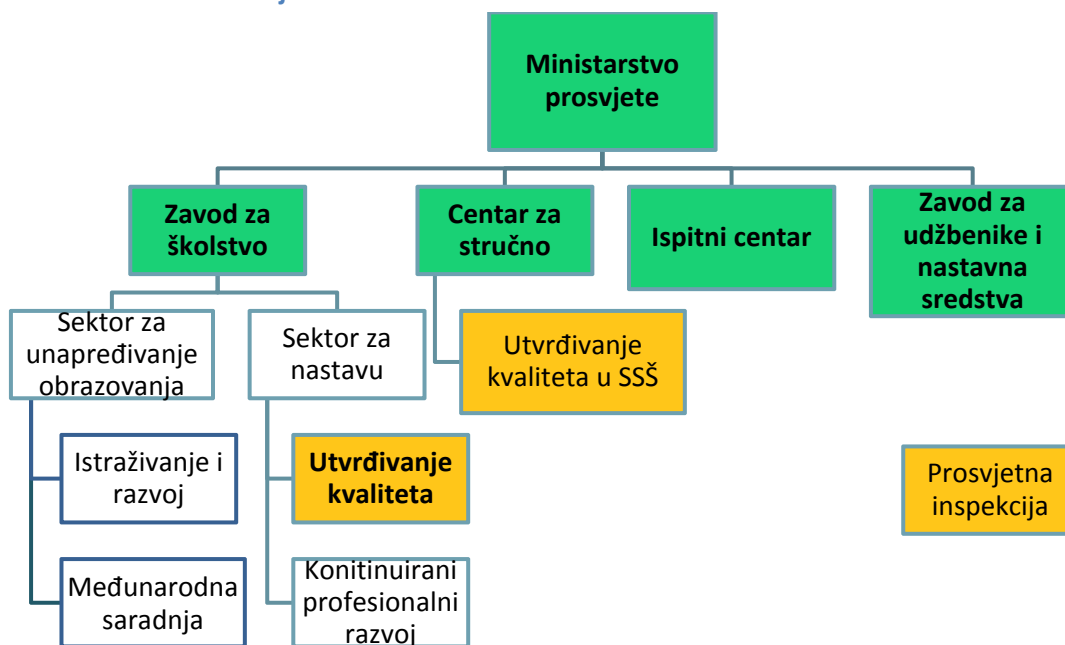 Ministarstvo
prosvjete
Zavod za
školstvo
Centar za
stručno
Ispitni centar
Zavod za
udžbenike i
nastavna
sredstva
Sektor za
unapređivanje
obrazovanja
Sektor za
nastavu
Utvrđivanje
kvaliteta u SSŠ
Istraživanje i
razvoj
Utvrđivanje
kvaliteta
Prosvjetna
inspekcija
Međunarodna
saradnja
Konitinuirani
profesionalni
razvoj